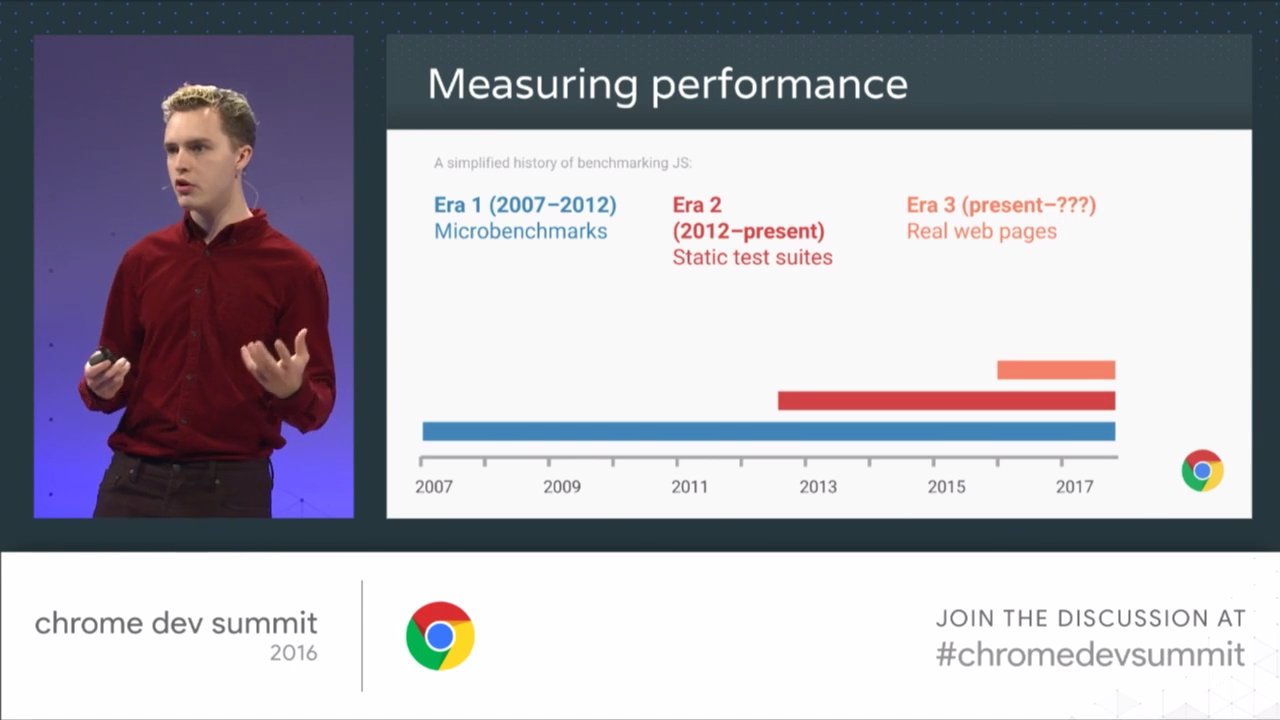 Measuring performance
A simplified history of benchmarking JS:
Era 1 (2007–2012)
Microbenchmarks
Era 2
(2012–present)
Static test suites
Era 3 (present–???)
Real web pages
2007 2009 2011 2013 2015 2017
chrome dev summit
2016
JOIN THE DISCUSSION AT
#chromedevsummit